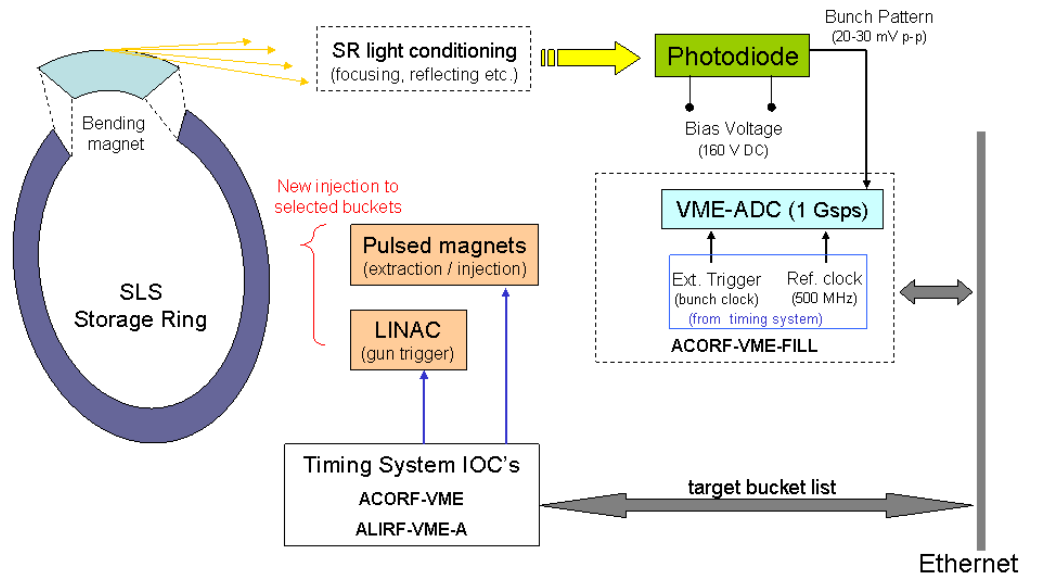 Bunch Pattern
(20-30 mV p-p)
SR light conditioning
(focusing, reflecting etc.)
Photodiode
Bending
magnet
Bias Voltage
(160 V DC)
New injection to
selected buckets
VME-ADC (1 Gsps)
Pulsed magnets
(extraction / injection)
Ext. Trigger
(bunch clock)
Ref. clock
(500 MHz)
(from timing system)
ACORF-VME-FILL
SLS
Storage Ring
LINAC
(gun trigger)
Timing System IOC's
ACORF-VME
ALIRF-VME-A
target bucket list
Ethernet